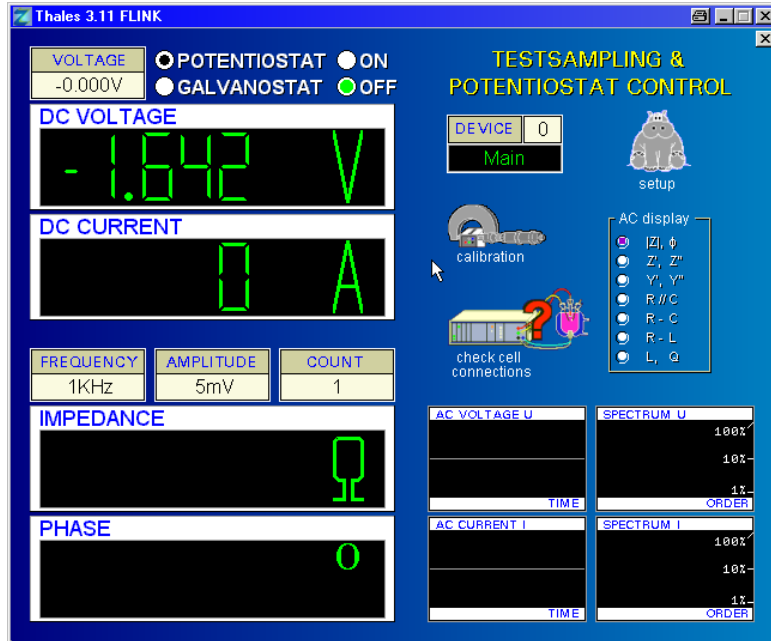 Thales 3.11 FLINK
VOLTAGE
-0.000V
POTENTIOSTAT ON
GALVANOSTAT OFF
TESTSAMPLING &
POTENTIOSTAT CONTROL
DC VOLTAGE
-1.642 V
DEVICE 0
Main
setup
DC CURRENT
0 A
calibration
AC display
|Z|, φ
Z', Z"
Y', Y"
R // C
R - C
R - L
L, Q
?
check cell
connections
FREQUENCY
1KHz
AMPLITUDE
5mV
COUNT
1
IMPEDANCE
Ω
PHASE
o
AC VOLTAGE U
TIME
SPECTRUM U
100%
10%
1%
ORDER
AC CURRENT I
TIME
SPECTRUM I
100%
10%
1%
ORDER